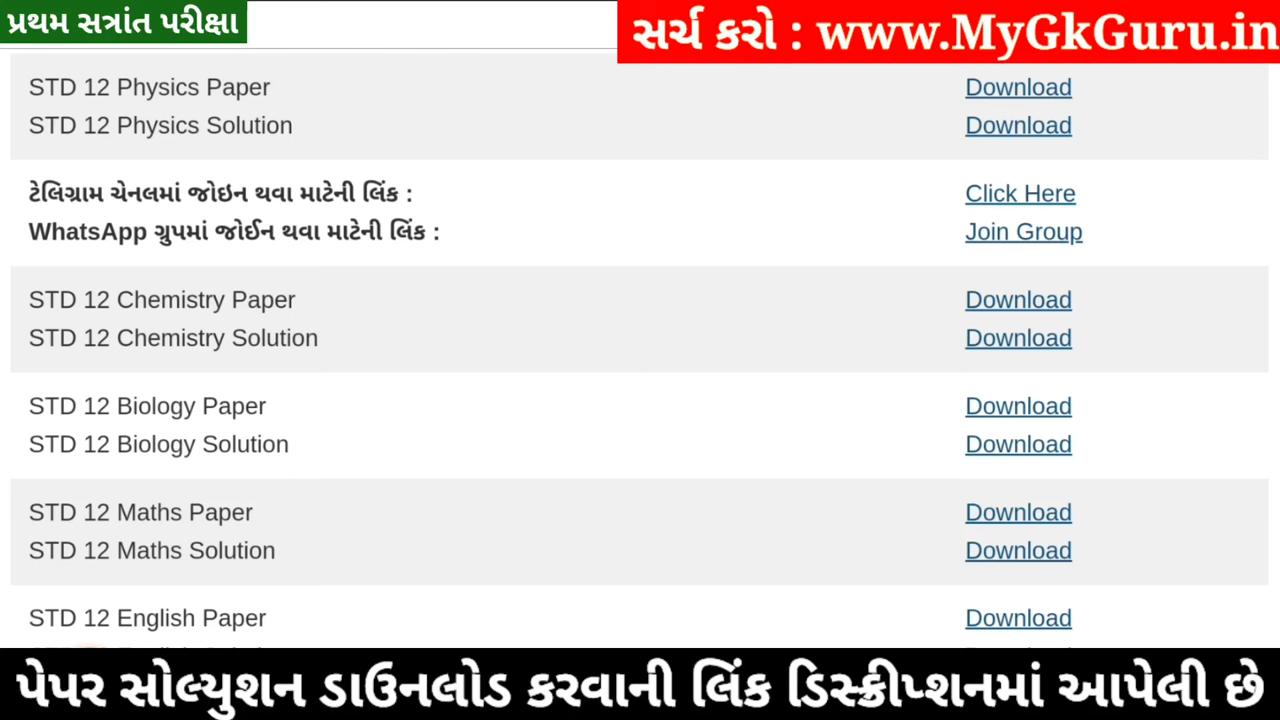 પ્રથમ સત્રાંત પરીક્ષા
સર્ચ કરો : www.MyGkGuru.in
STD 12 Physics Paper Download
STD 12 Physics Solution Download
ટેલિગ્રામ ચેનલમાં જોઇન થવા માટેની લિંક : Click Here
WhatsApp ગ્રુપમાં જોઈન થવા માટેની લિંક : Join Group
STD 12 Chemistry Paper Download
STD 12 Chemistry Solution Download
STD 12 Biology Paper Download
STD 12 Biology Solution Download
STD 12 Maths Paper Download
STD 12 Maths Solution Download
STD 12 English Paper Download
પેપર સોલ્યુશન ડાઉનલોડ કરવાની લિંક ડિસ્ક્રીપ્શનમાં આપેલી છે